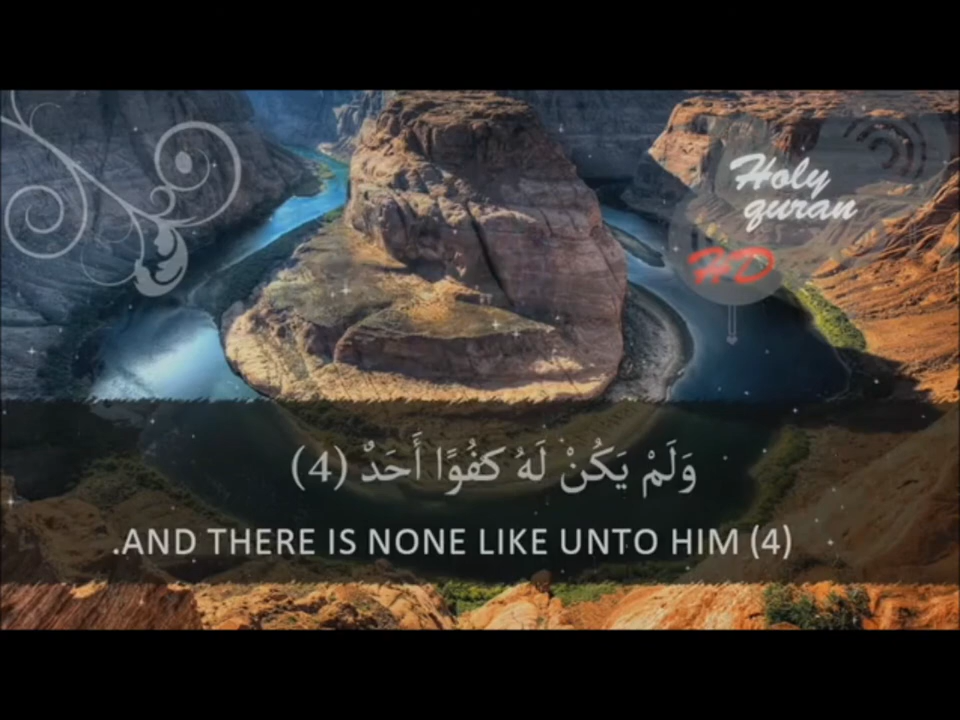 Holy
quran
HD
وَلَمْ يَكُنْ لَهُ كُفُوًا أَحَدٌ (4)
.AND THERE IS NONE LIKE UNTO HIM (4)